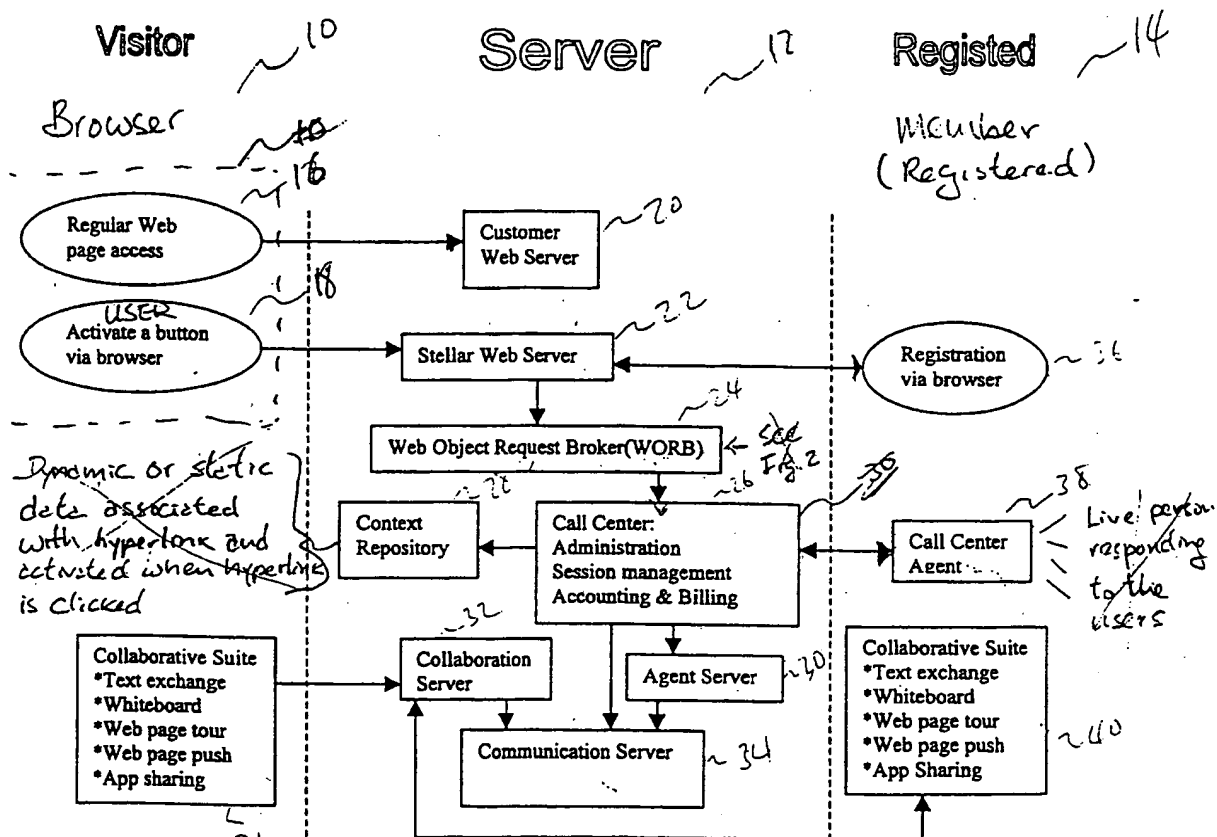 Visitor
10
Server
12
Registed
14
Browser
10
Member
(Registered)
16
Regular Web
page access
Customer
Web Server
20
18
USER
Activate a button
via browser
Stellar Web Server
22
Registration
via browser
36
24
Web Object Request Broker(WORB)
← see
Fig. 2
Dynamic or static
data associated
with hyperlink and
activated when hyperlink
is clicked
Context
Repository
26
Call Center:
Administration
Session management
Accounting & Billing
38
Call Center
Agent
Live person
responding
to the
users
Collaborative Suite
*Text exchange
*Whiteboard
*Web page tour
*Web page push
*App sharing
32
Collaboration
Server
Agent Server
30
Communication Server
34
Collaborative Suite
*Text exchange
*Whiteboard
*Web page tour
*Web page push
*App Sharing
40